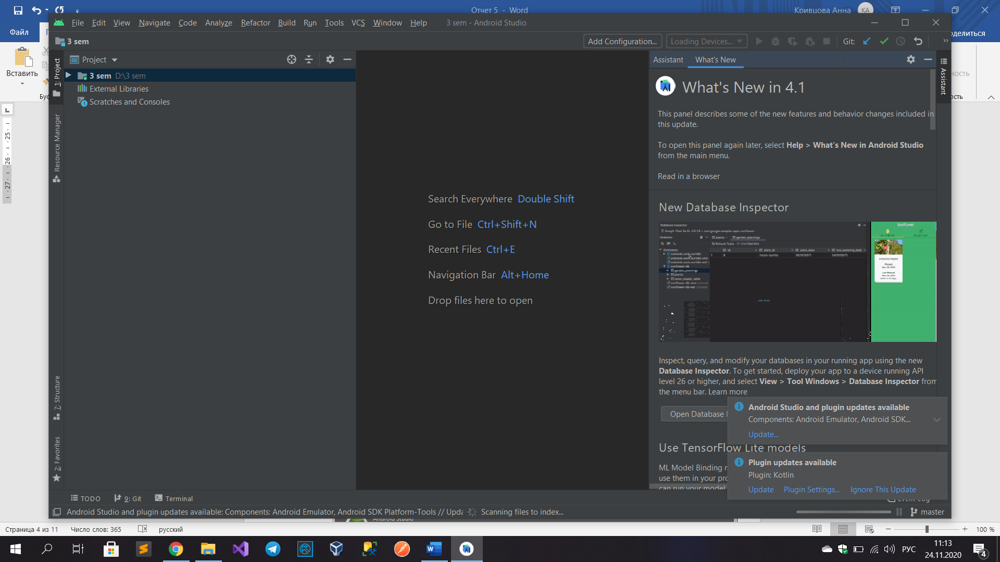 Отчет 5 - Word
Кривцова Анна
КА
Файл
File Edit View Navigate Code Analyze Refactor Build Run Tools VCS Window Help
3 sem - Android Studio
3 sem
Add Configuration...
Loading Devices...
Git:
Вставить
1: Project
Resource Manager
7: Structure
2: Favorites
Project
3 sem D:\3 sem
External Libraries
Scratches and Consoles
Search Everywhere Double Shift
Go to File Ctrl+Shift+N
Recent Files Ctrl+E
Navigation Bar Alt+Home
Drop files here to open
Assistant
What's New
Assistant
What's New in 4.1
This panel describes some of the new features and behavior changes included in
this update.
To open this panel again later, select Help > What's New in Android Studio
from the main menu.
Read in a browser
New Database Inspector
Database Inspector
Sunflower
Inspect, query, and modify your databases in your running app using the new
Database Inspector. To get started, deploy your app to a device running API
level 26 or higher, and select View > Tool Windows > Database Inspector from
the menu bar. Learn more
Open Database I
Use TensorFlow Lite models
ML Model Binding
use them in your pro
can run your model
Android Studio and plugin updates available
Components: Android Emulator, Android SDK...
Update...
Plugin updates available
Plugin: Kotlin
Update Plugin Settings... Ignore This Update
TODO
9: Git
Terminal
Event Log
Android Studio and plugin updates available: Components: Android Emulator, Android SDK Platform-Tools // Upda
Scanning files to index...
master
25
26
27
Страница 4 из 11
Число слов: 365
русский
100 %
РУС
11:13
24.11.2020
4